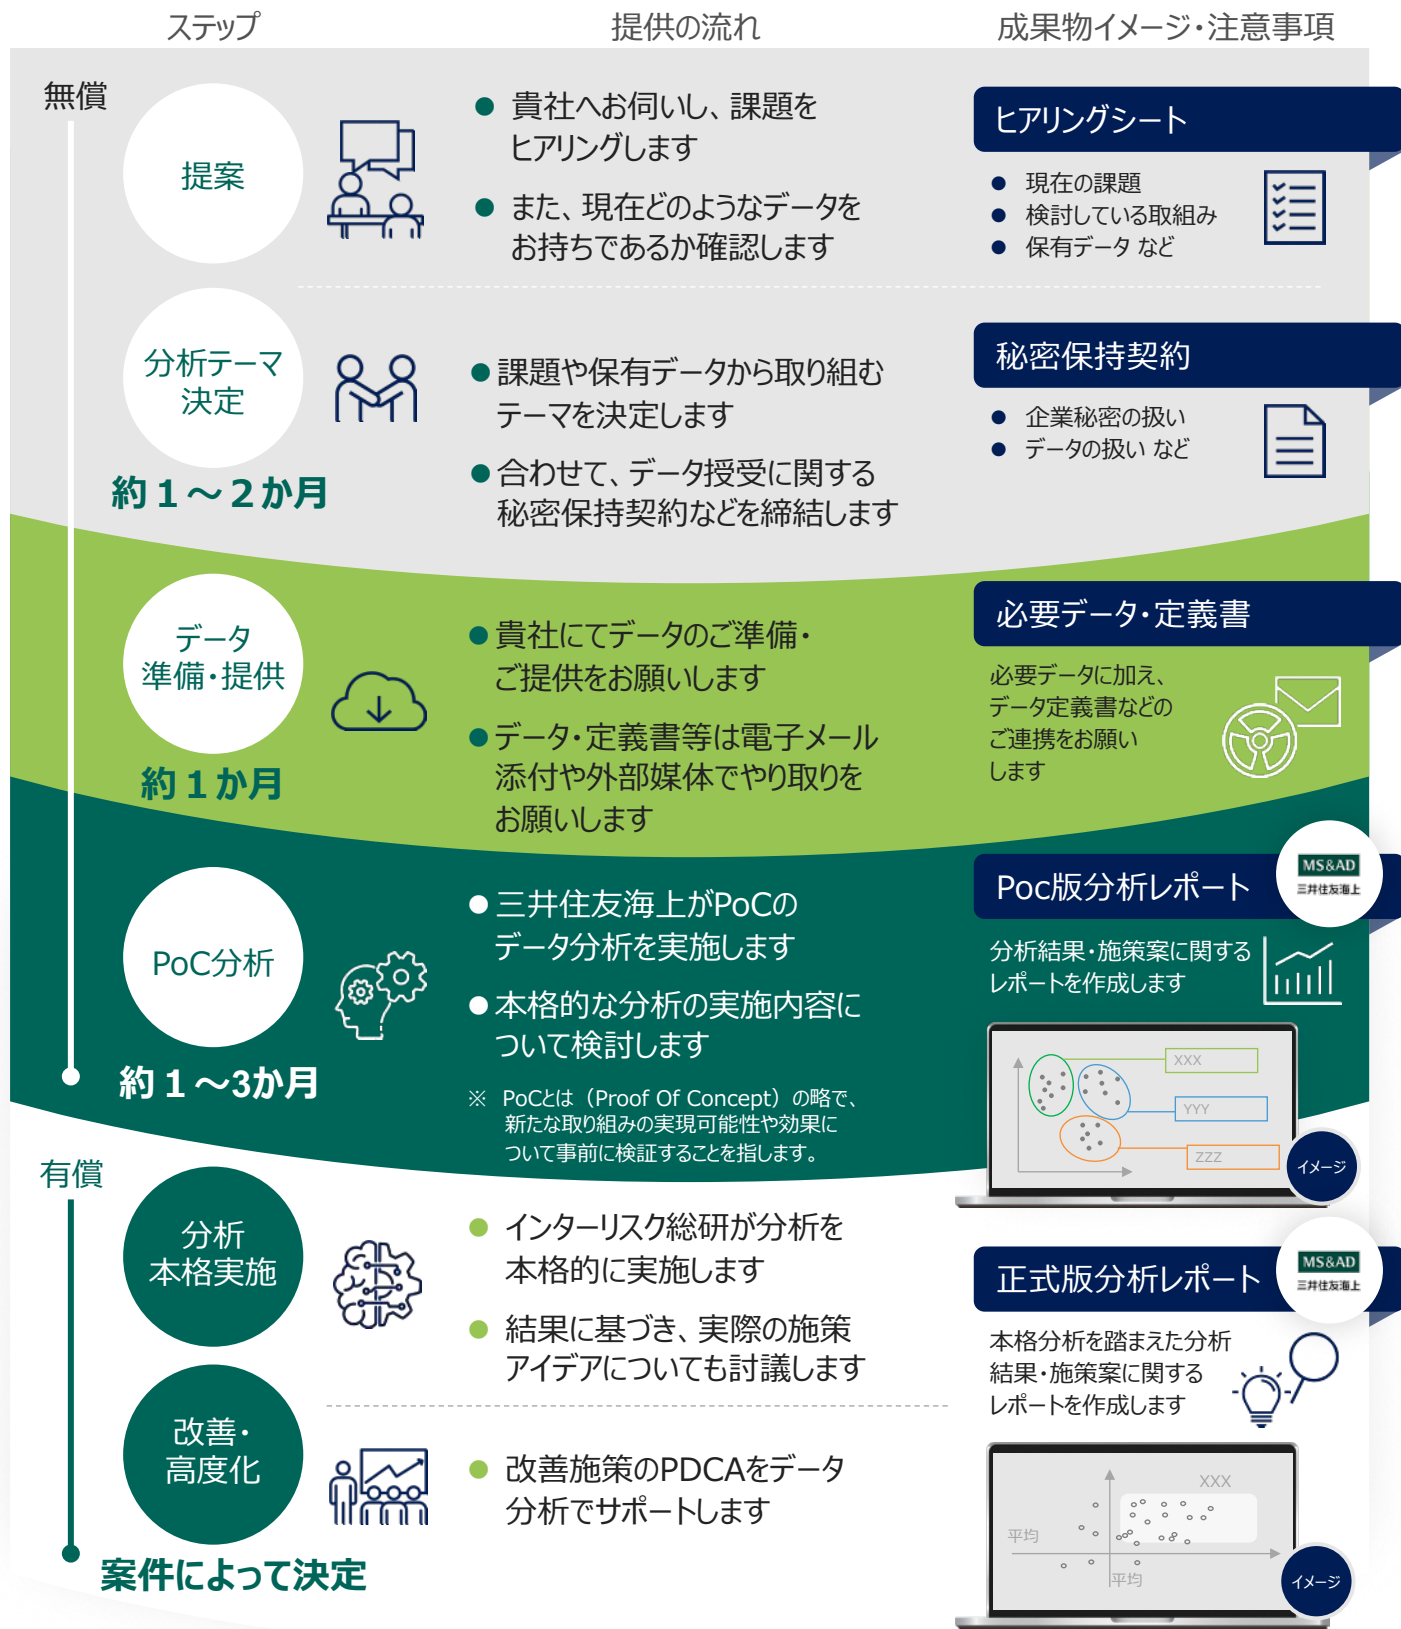 ステップ
提供の流れ
成果物イメージ・注意事項
無償
提案
● 貴社へお伺いし、課題を
ヒアリングします
● また、現在どのようなデータを
お持ちであるか確認します
ヒアリングシート
● 現在の課題
● 検討している取組み
● 保有データ など
分析テーマ
決定
約１～２か月
● 課題や保有データから取り組む
テーマを決定します
● 合わせて、データ授受に関する
秘密保持契約などを締結します
秘密保持契約
● 企業秘密の扱い
● データの扱い など
データ
準備・提供
約１か月
● 貴社にてデータのご準備・
ご提供をお願いします
● データ・定義書等は電子メール
添付や外部媒体でやり取りを
お願いします
必要データ・定義書
必要データに加え、
データ定義書などの
ご連携をお願い
します
PoC分析
約１～3か月
● 三井住友海上がPoCの
データ分析を実施します
● 本格的な分析の実施内容に
ついて検討します
※ PoCとは（Proof Of Concept）の略で、
新たな取り組みの実現可能性や効果に
ついて事前に検証することを指します。
Poc版分析レポート
MS&AD
三井住友海上
分析結果・施策案に関する
レポートを作成します
XXX
YYY
ZZZ
イメージ
有償
分析
本格実施
● インターリスク総研が分析を
本格的に実施します
● 結果に基づき、実際の施策
アイデアについても討議します
正式版分析レポート
MS&AD
三井住友海上
本格分析を踏まえた分析
結果・施策案に関する
レポートを作成します
改善・
高度化
案件によって決定
● 改善施策のPDCAをデータ
分析でサポートします
XXX
平均
平均
イメージ